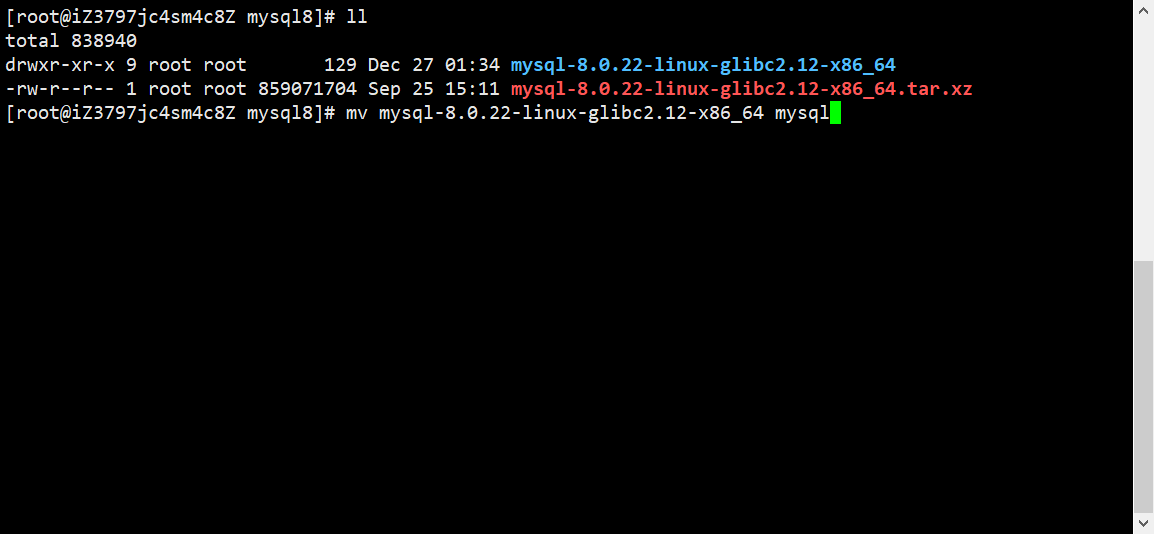 [root@iZ3797jc4sm4c8Z mysql8]# ll
total 838940
drwxr-xr-x 9 root root       129 Dec 27 01:34 mysql-8.0.22-linux-glibc2.12-x86_64
-rw-r--r-- 1 root root 859071704 Sep 25 15:11 mysql-8.0.22-linux-glibc2.12-x86_64.tar.xz
[root@iZ3797jc4sm4c8Z mysql8]# mv mysql-8.0.22-linux-glibc2.12-x86_64 mysql